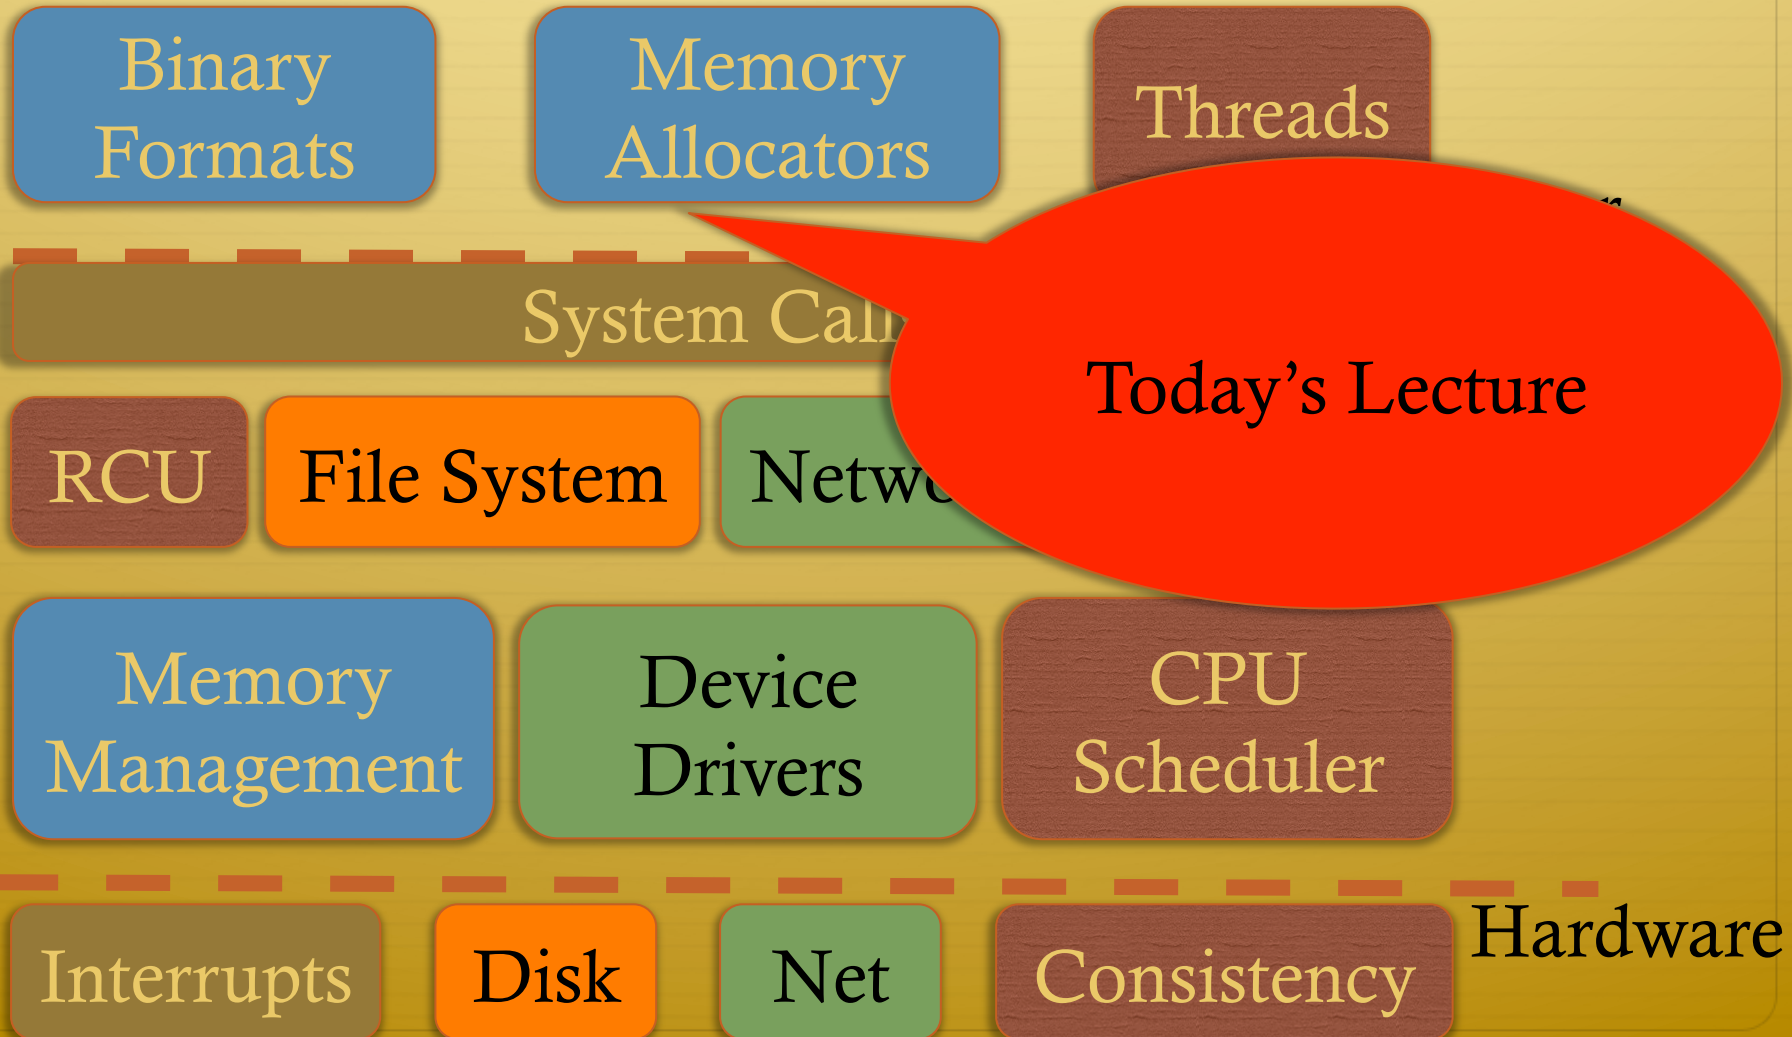 Binary
Formats
Memory
Allocators
Threads
System Call
Today’s Lecture
RCU
File System
Memory
Management
Device
Drivers
CPU
Scheduler
Hardware
Interrupts
Disk
Net
Consistency